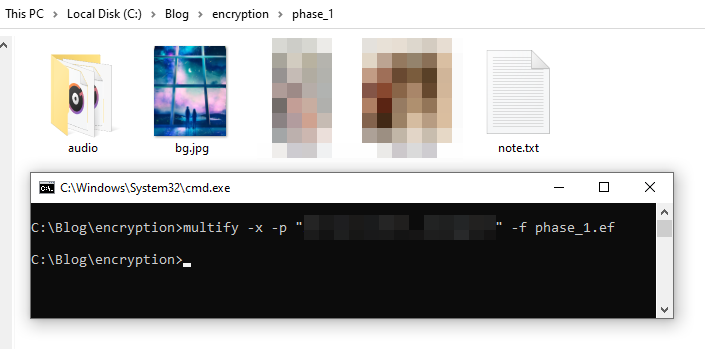 This PC > Local Disk (C:) > Blog > encryption > phase_1
audio bg.jpg note.txt
C:\Windows\System32\cmd.exe
C:\Blog\encryption>multify -x -p "" -f phase_1.ef
C:\Blog\encryption>